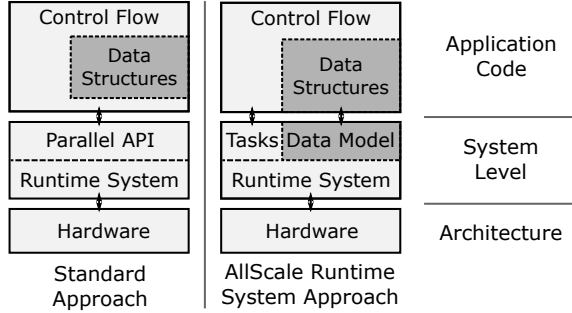 Control Flow
Data
Structures
Parallel API
Runtime System
Hardware
Standard
Approach
Control Flow
Data
Structures
Tasks
Data Model
Runtime System
Hardware
AllScale Runtime
System Approach
Application
Code
System
Level
Architecture